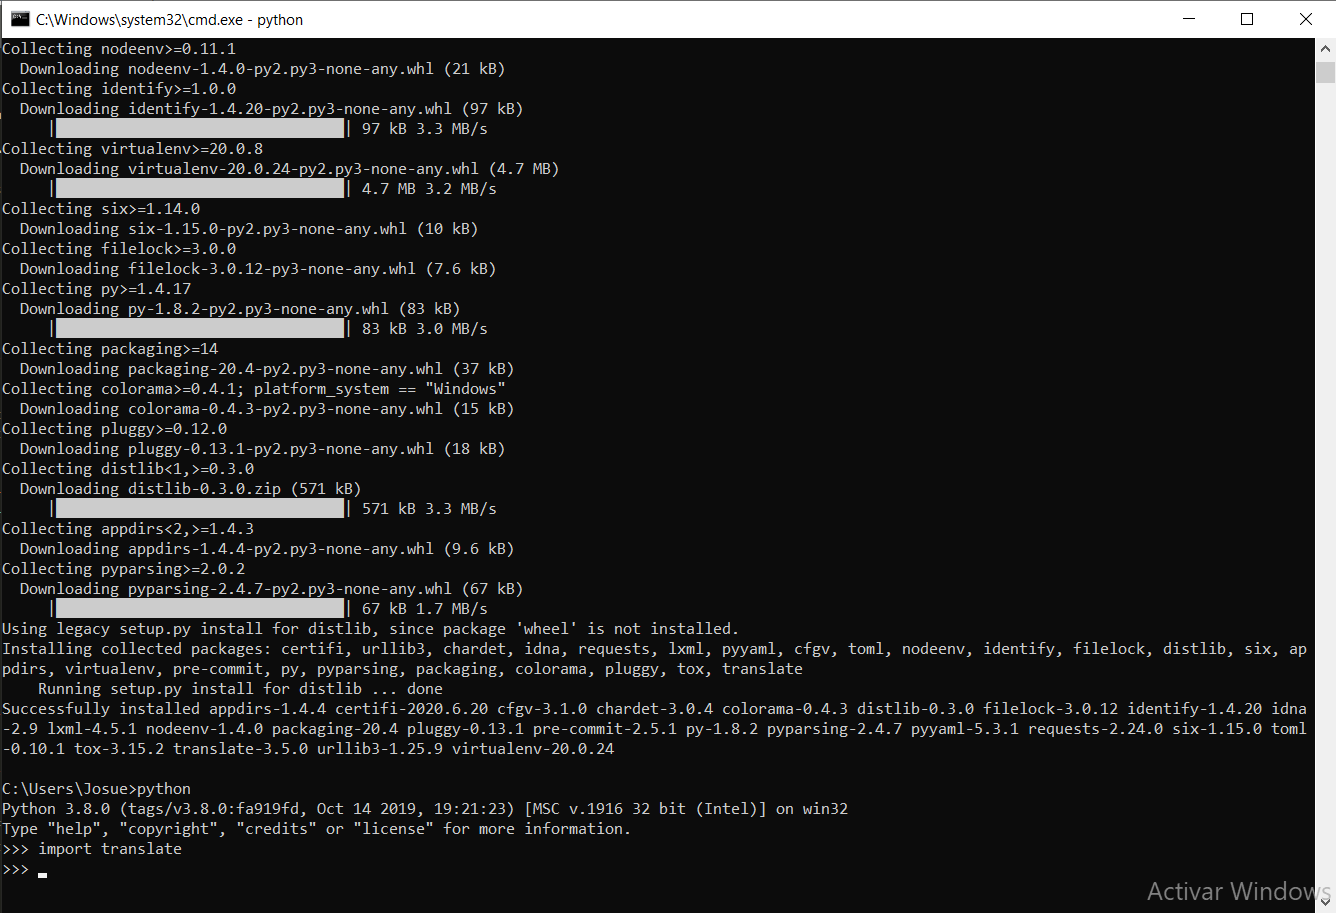 C:\Windows\system32\cmd.exe - python
Collecting nodeenv>=0.11.1
  Downloading nodeenv-1.4.0-py2.py3-none-any.whl (21 kB)
Collecting identify>=1.0.0
  Downloading identify-1.4.20-py2.py3-none-any.whl (97 kB)
     |████████████████████████████████| 97 kB 3.3 MB/s
Collecting virtualenv>=20.0.8
  Downloading virtualenv-20.0.24-py2.py3-none-any.whl (4.7 MB)
     |████████████████████████████████| 4.7 MB 3.2 MB/s
Collecting six>=1.14.0
  Downloading six-1.15.0-py2.py3-none-any.whl (10 kB)
Collecting filelock>=3.0.0
  Downloading filelock-3.0.12-py3-none-any.whl (7.6 kB)
Collecting py>=1.4.17
  Downloading py-1.8.2-py2.py3-none-any.whl (83 kB)
     |████████████████████████████████| 83 kB 3.0 MB/s
Collecting packaging>=14
  Downloading packaging-20.4-py2.py3-none-any.whl (37 kB)
Collecting colorama>=0.4.1; platform_system == "Windows"
  Downloading colorama-0.4.3-py2.py3-none-any.whl (15 kB)
Collecting pluggy>=0.12.0
  Downloading pluggy-0.13.1-py2.py3-none-any.whl (18 kB)
Collecting distlib<1,>=0.3.0
  Downloading distlib-0.3.0.zip (571 kB)
     |████████████████████████████████| 571 kB 3.3 MB/s
Collecting appdirs<2,>=1.4.3
  Downloading appdirs-1.4.4-py2.py3-none-any.whl (9.6 kB)
Collecting pyparsing>=2.0.2
  Downloading pyparsing-2.4.7-py2.py3-none-any.whl (67 kB)
     |████████████████████████████████| 67 kB 1.7 MB/s
Using legacy setup.py install for distlib, since package 'wheel' is not installed.
Installing collected packages: certifi, urllib3, chardet, idna, requests, lxml, pyyaml, cfgv, toml, nodeenv, identify, filelock, distlib, six, ap
pdirs, virtualenv, pre-commit, py, pyparsing, packaging, colorama, pluggy, tox, translate
    Running setup.py install for distlib ... done
Successfully installed appdirs-1.4.4 certifi-2020.6.20 cfgv-3.1.0 chardet-3.0.4 colorama-0.4.3 distlib-0.3.0 filelock-3.0.12 identify-1.4.20 idna
-2.9 lxml-4.5.1 nodeenv-1.4.0 packaging-20.4 pluggy-0.13.1 pre-commit-2.5.1 py-1.8.2 pyparsing-2.4.7 pyyaml-5.3.1 requests-2.24.0 six-1.15.0 toml
-0.10.1 tox-3.15.2 translate-3.5.0 urllib3-1.25.9 virtualenv-20.0.24
C:\Users\Josue>python
Python 3.8.0 (tags/v3.8.0:fa919fd, Oct 14 2019, 19:21:23) [MSC v.1916 32 bit (Intel)] on win32
Type "help", "copyright", "credits" or "license" for more information.
>>> import translate
>>>
Activar Windows